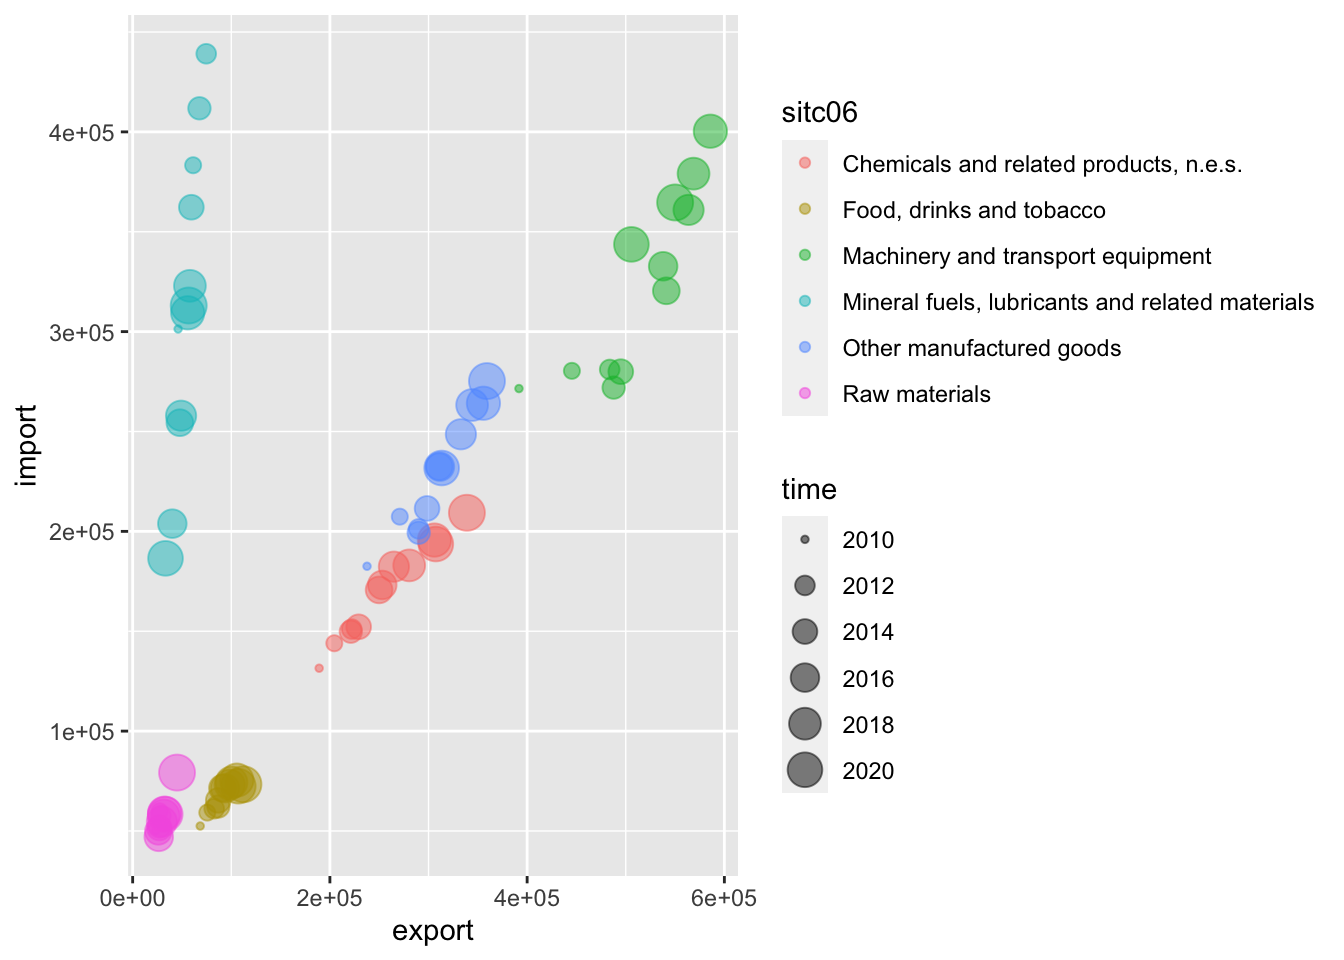 4e+05
3e+05
2e+05
1e+05
import
0e+00 2e+05 4e+05 6e+05
export
sitc06
Chemicals and related products, n.e.s.
Food, drinks and tobacco
Machinery and transport equipment
Mineral fuels, lubricants and related materials
Other manufactured goods
Raw materials
time
2010
2012
2014
2016
2018
2020